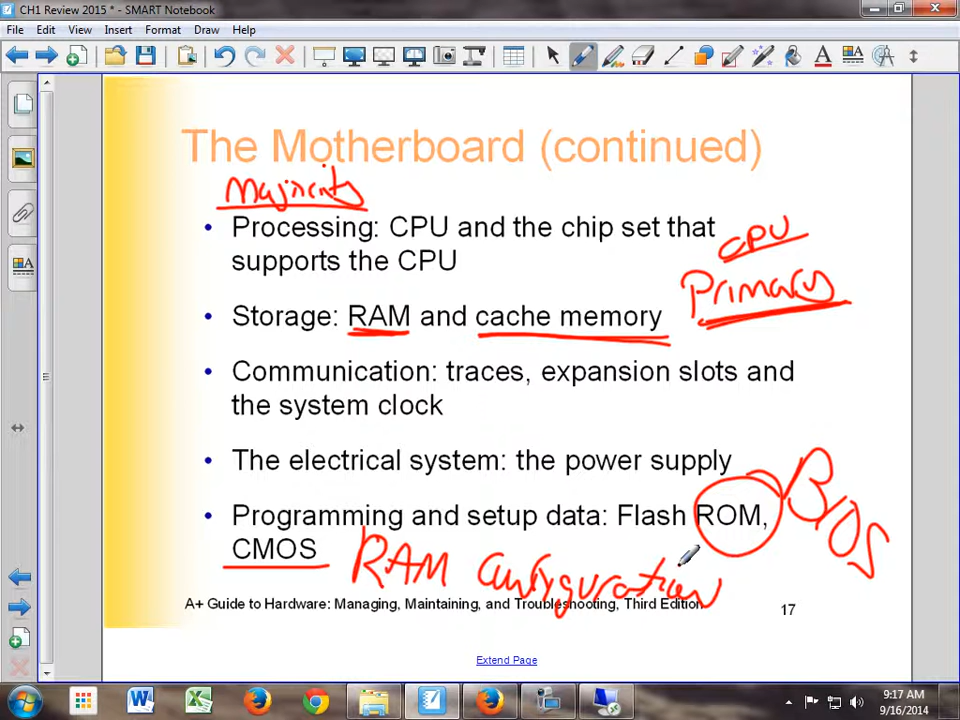 CH1 Review 2015 * - SMART Notebook
File Edit View Insert Format Draw Help
The Motherboard (continued)
• Processing: CPU and the chip set that
supports the CPU
CPU
Primary
• Storage: RAM and cache memory
• Communication: traces, expansion slots and
the system clock
• The electrical system: the power supply
BIOS
• Programming and setup data: Flash ROM,
CMOS RAM Configuration
A+ Guide to Hardware: Managing, Maintaining, and Troubleshooting, Third Edition
17
Extend Page
9:17 AM
9/16/2014